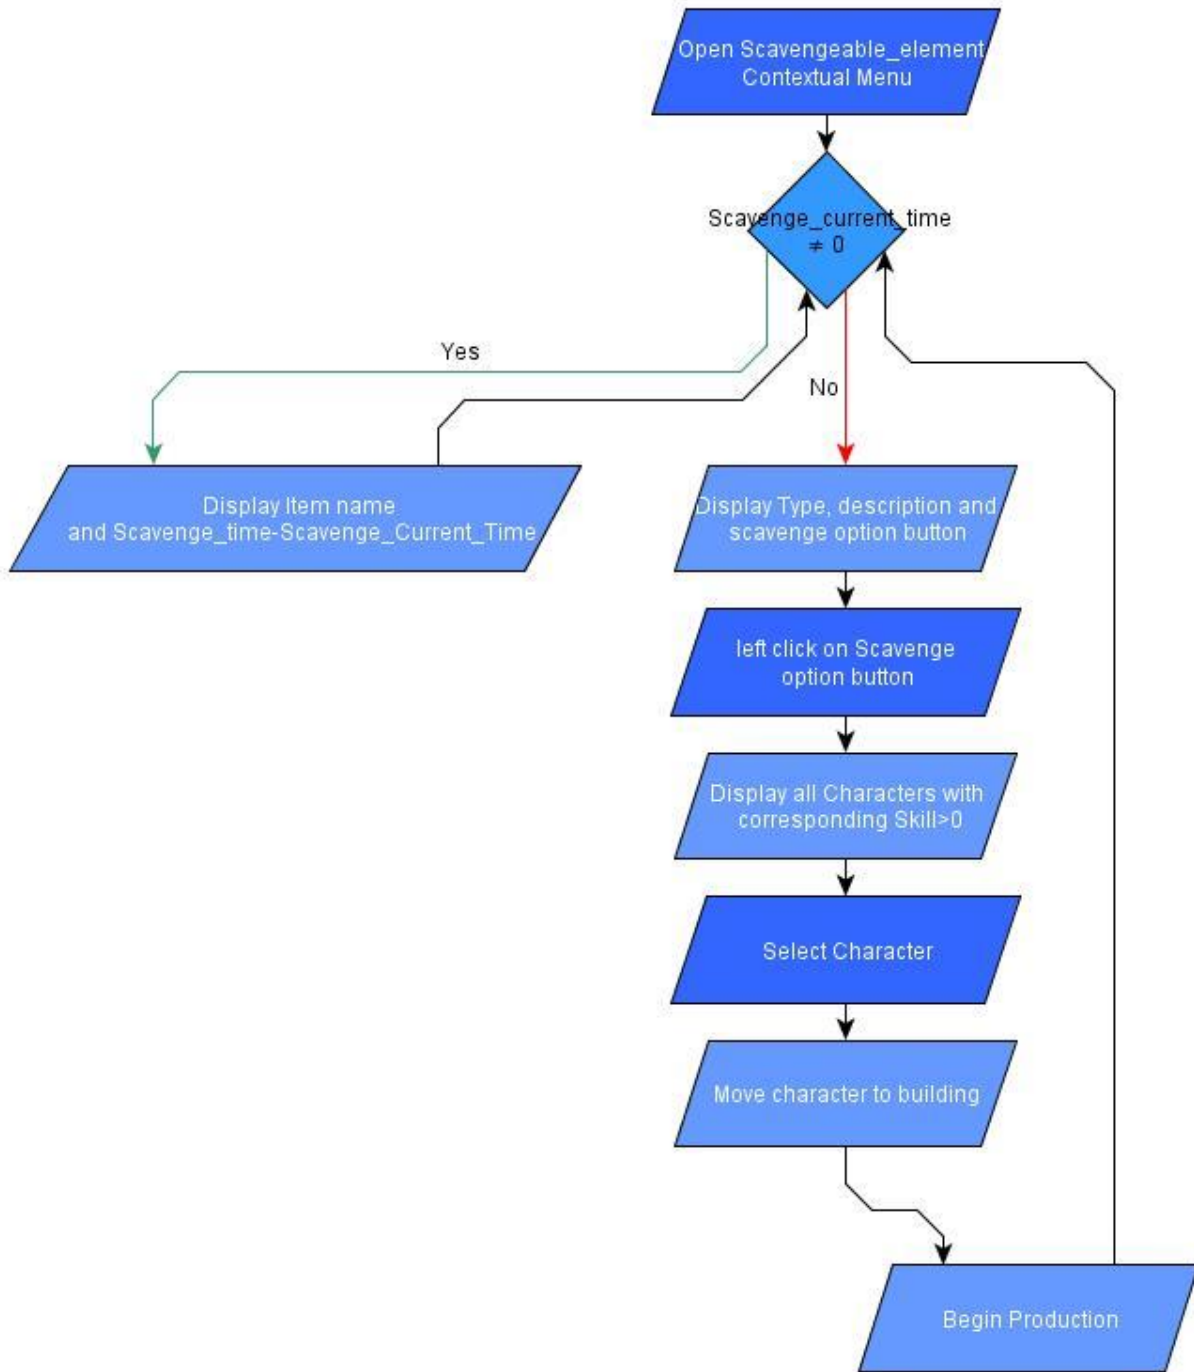 Open Scavengeable_element
Contextual Menu
Scavenge_current_time
≠ 0
Yes
No
Display Item name
and Scavenge_time-Scavenge_Current_Time
Display Type, description and
scavenge option button
left click on Scavenge
option button
Display all Characters with
corresponding Skill>0
Select Character
Move character to building
Begin Production